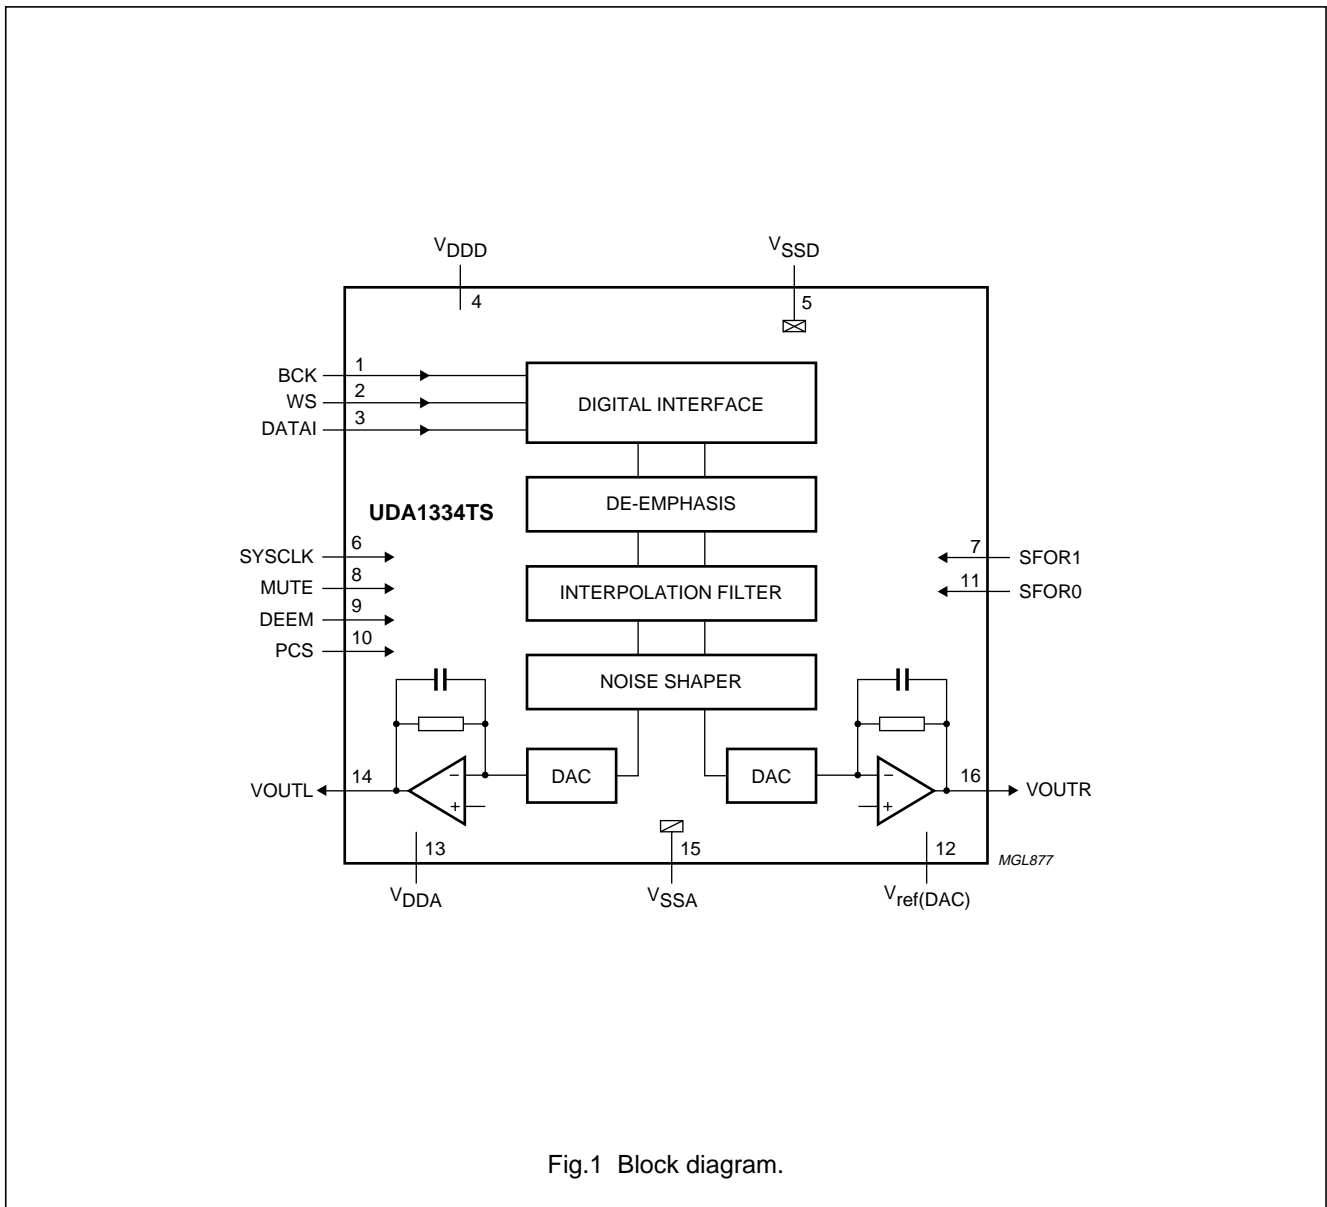 VDDD
VSSD
4
5
BCK
1
WS
2
DATAI
3
DIGITAL INTERFACE
DE-EMPHASIS
UDA1334TS
SYSCLK
6
MUTE
8
DEEM
9
PCS
10
7
SFOR1
11
SFOR0
INTERPOLATION FILTER
NOISE SHAPER
VOUTL
14
−
+
DAC
DAC
−
+
16
VOUTR
13
15
12
MGL877
VDDA
VSSA
Vref(DAC)
Fig.1 Block diagram.